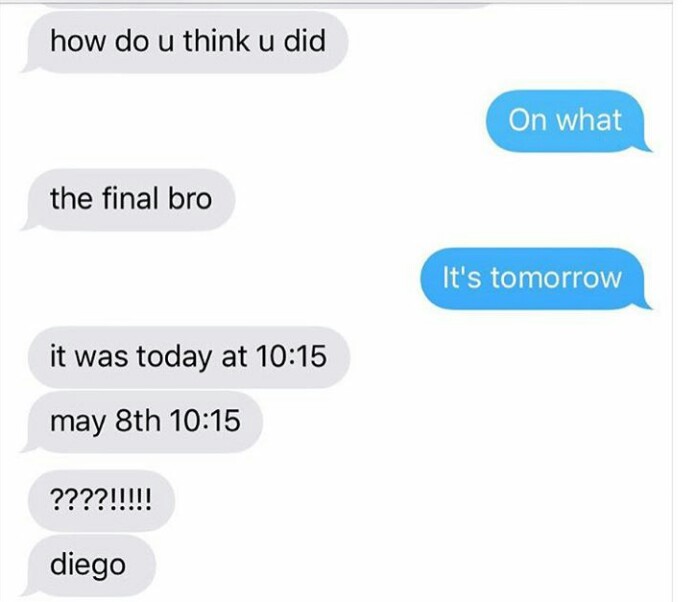 how do u think u did
On what
the final bro
It's tomorrow
it was today at 10:15
may 8th 10:15
????!!!!!
diego